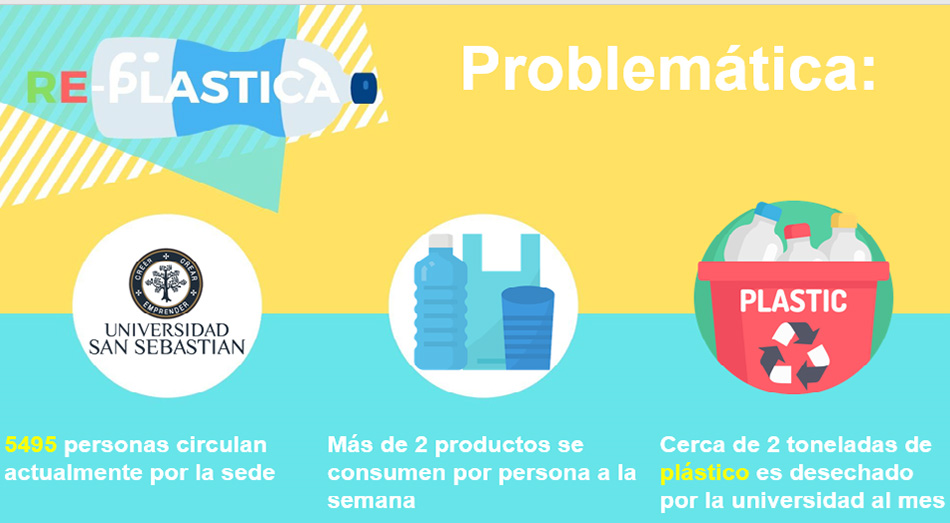 RE-PLASTICA
Problemática:
CREER CREAR
EMPRENDER
UNIVERSIDAD
SAN SEBASTIAN
PLASTIC
5495 personas circulan
actualmente por la sede
Más de 2 productos se
consumen por persona a la
semana
Cerca de 2 toneladas de
plástico es desechado
por la universidad al mes